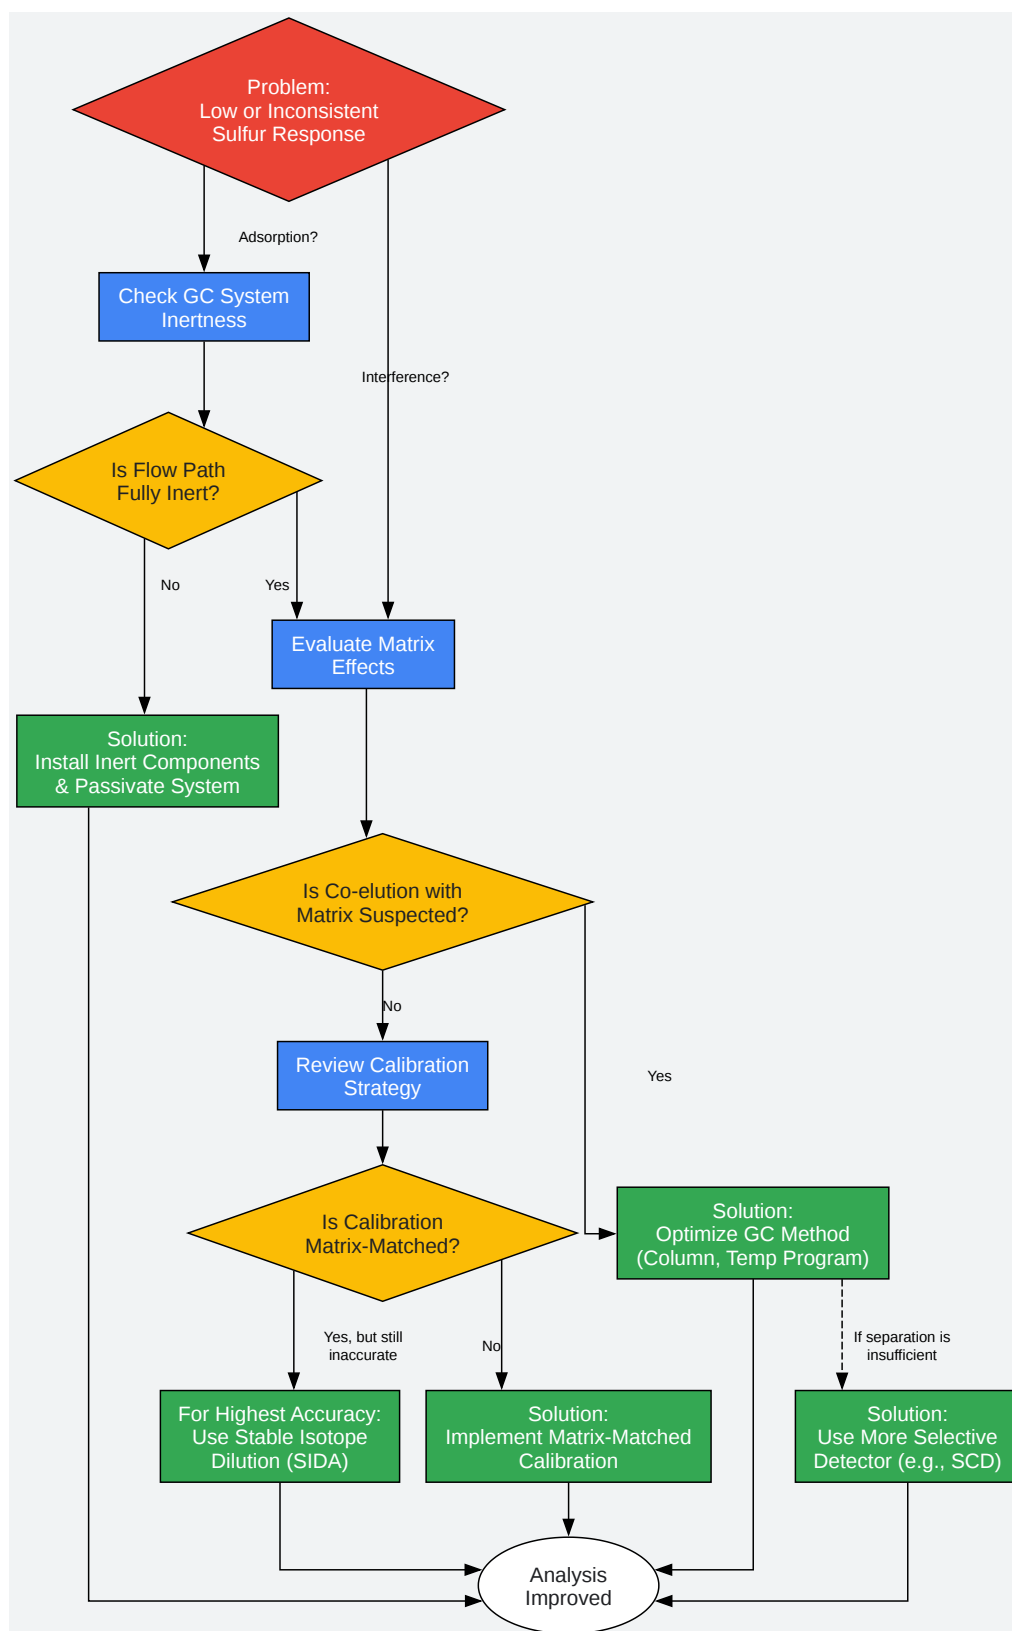 Problem:
Low or Inconsistent
Sulfur Response
Adsorption?
Check GC System
Inertness
Interference?
Is Flow Path
Fully Inert?
No
Yes
Evaluate Matrix
Effects
Solution:
Install Inert Components
& Passivate System
Is Co-elution with
Matrix Suspected?
No
Review Calibration
Strategy
Yes
Is Calibration
Matrix-Matched?
Solution:
Optimize GC Method
(Column, Temp Program)
Yes, but still
inaccurate
No
If separation is
insufficient
For Highest Accuracy:
Use Stable Isotope
Dilution (SIDA)
Solution:
Implement Matrix-Matched
Calibration
Solution:
Use More Selective
Detector (e.g., SCD)
Analysis
Improved